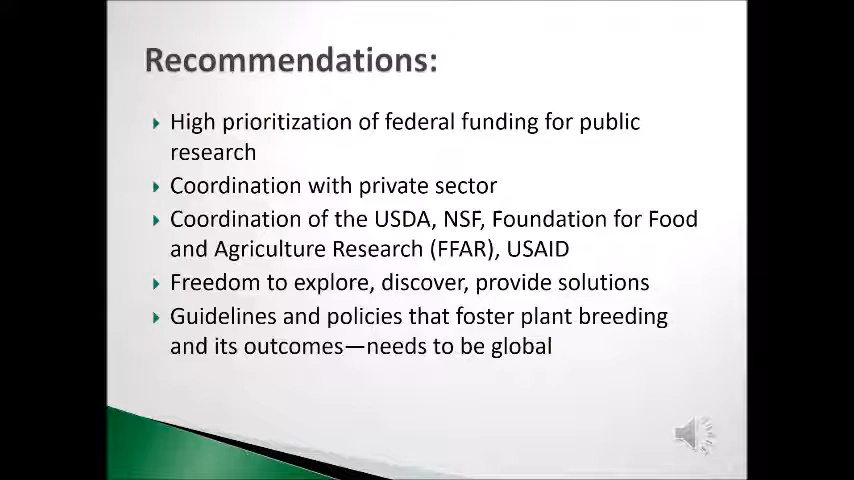 Recommendations:
High prioritization of federal funding for public
research
Coordination with private sector
Coordination of the USDA, NSF, Foundation for Food
and Agriculture Research (FFAR), USAID
Freedom to explore, discover, provide solutions
Guidelines and policies that foster plant breeding
and its outcomes—needs to be global